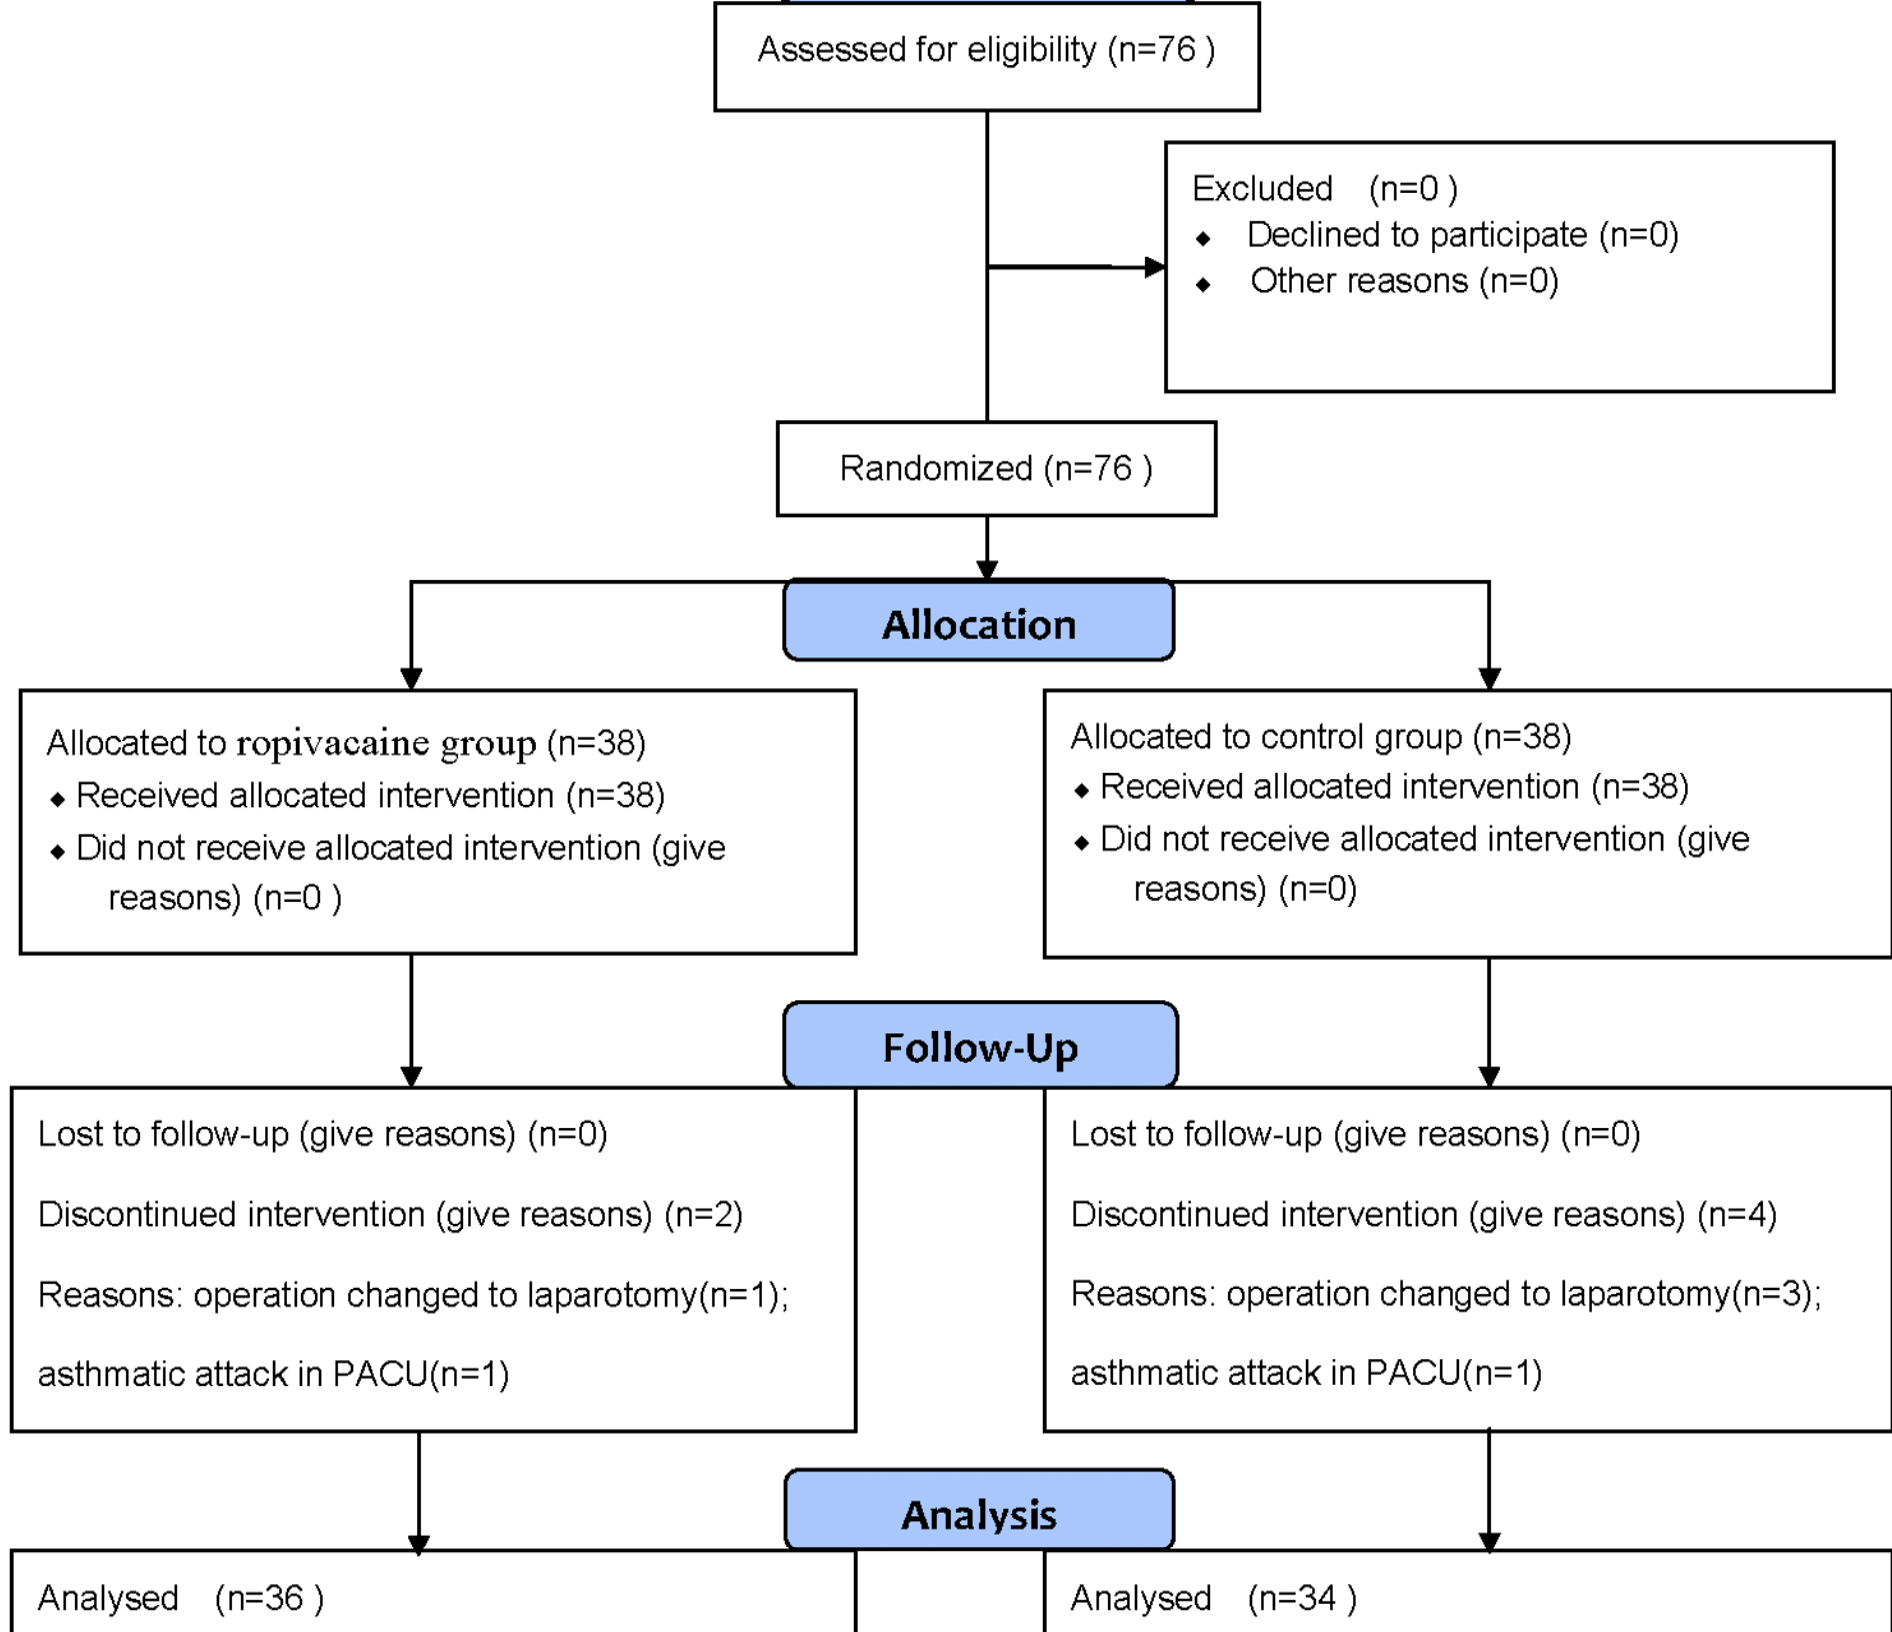 Assessed for eligibility (n=76 )
Excluded (n=0 )
◆ Declined to participate (n=0)
◆ Other reasons (n=0)
Randomized (n=76 )
Allocation
Allocated to ropivacaine group (n=38)
◆ Received allocated intervention (n=38)
◆ Did not receive allocated intervention (give
reasons) (n=0 )
Allocated to control group (n=38)
◆ Received allocated intervention (n=38)
◆ Did not receive allocated intervention (give
reasons) (n=0)
Follow-Up
Lost to follow-up (give reasons) (n=0)
Discontinued intervention (give reasons) (n=2)
Reasons: operation changed to laparotomy(n=1);
asthmatic attack in PACU(n=1)
Lost to follow-up (give reasons) (n=0)
Discontinued intervention (give reasons) (n=4)
Reasons: operation changed to laparotomy(n=3);
asthmatic attack in PACU(n=1)
Analysis
Analysed (n=36 )
Analysed (n=34 )